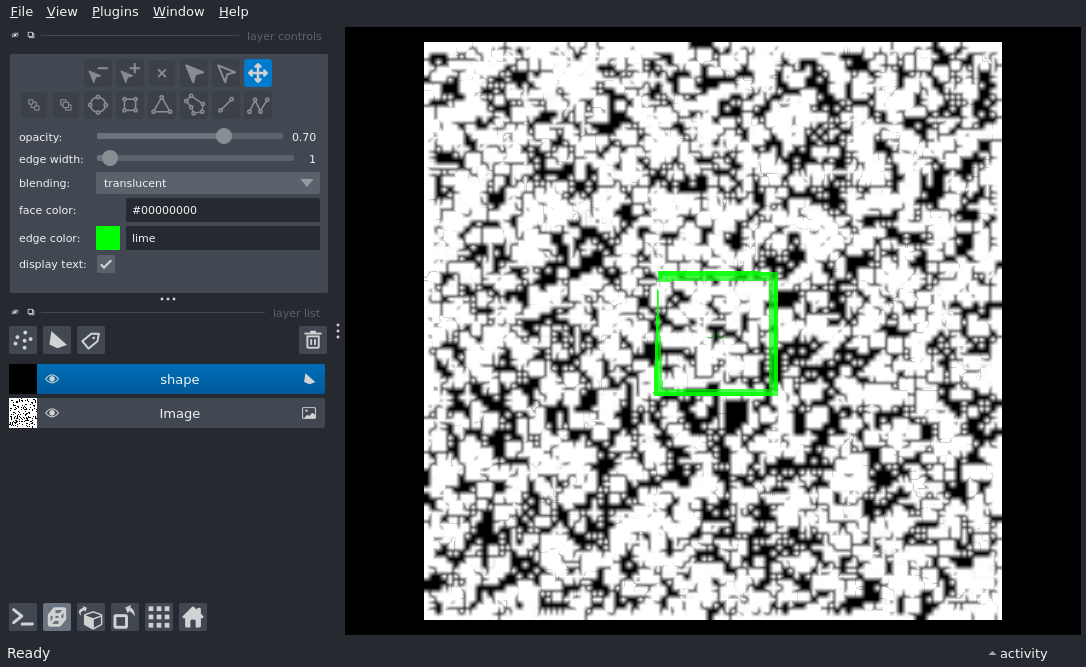 File View Plugins Window Help
layer controls
opacity: 0.70
edge width: 1
blending: translucent
face color: #00000000
edge color: lime
display text:
layer list
shape
Image
Ready
activity